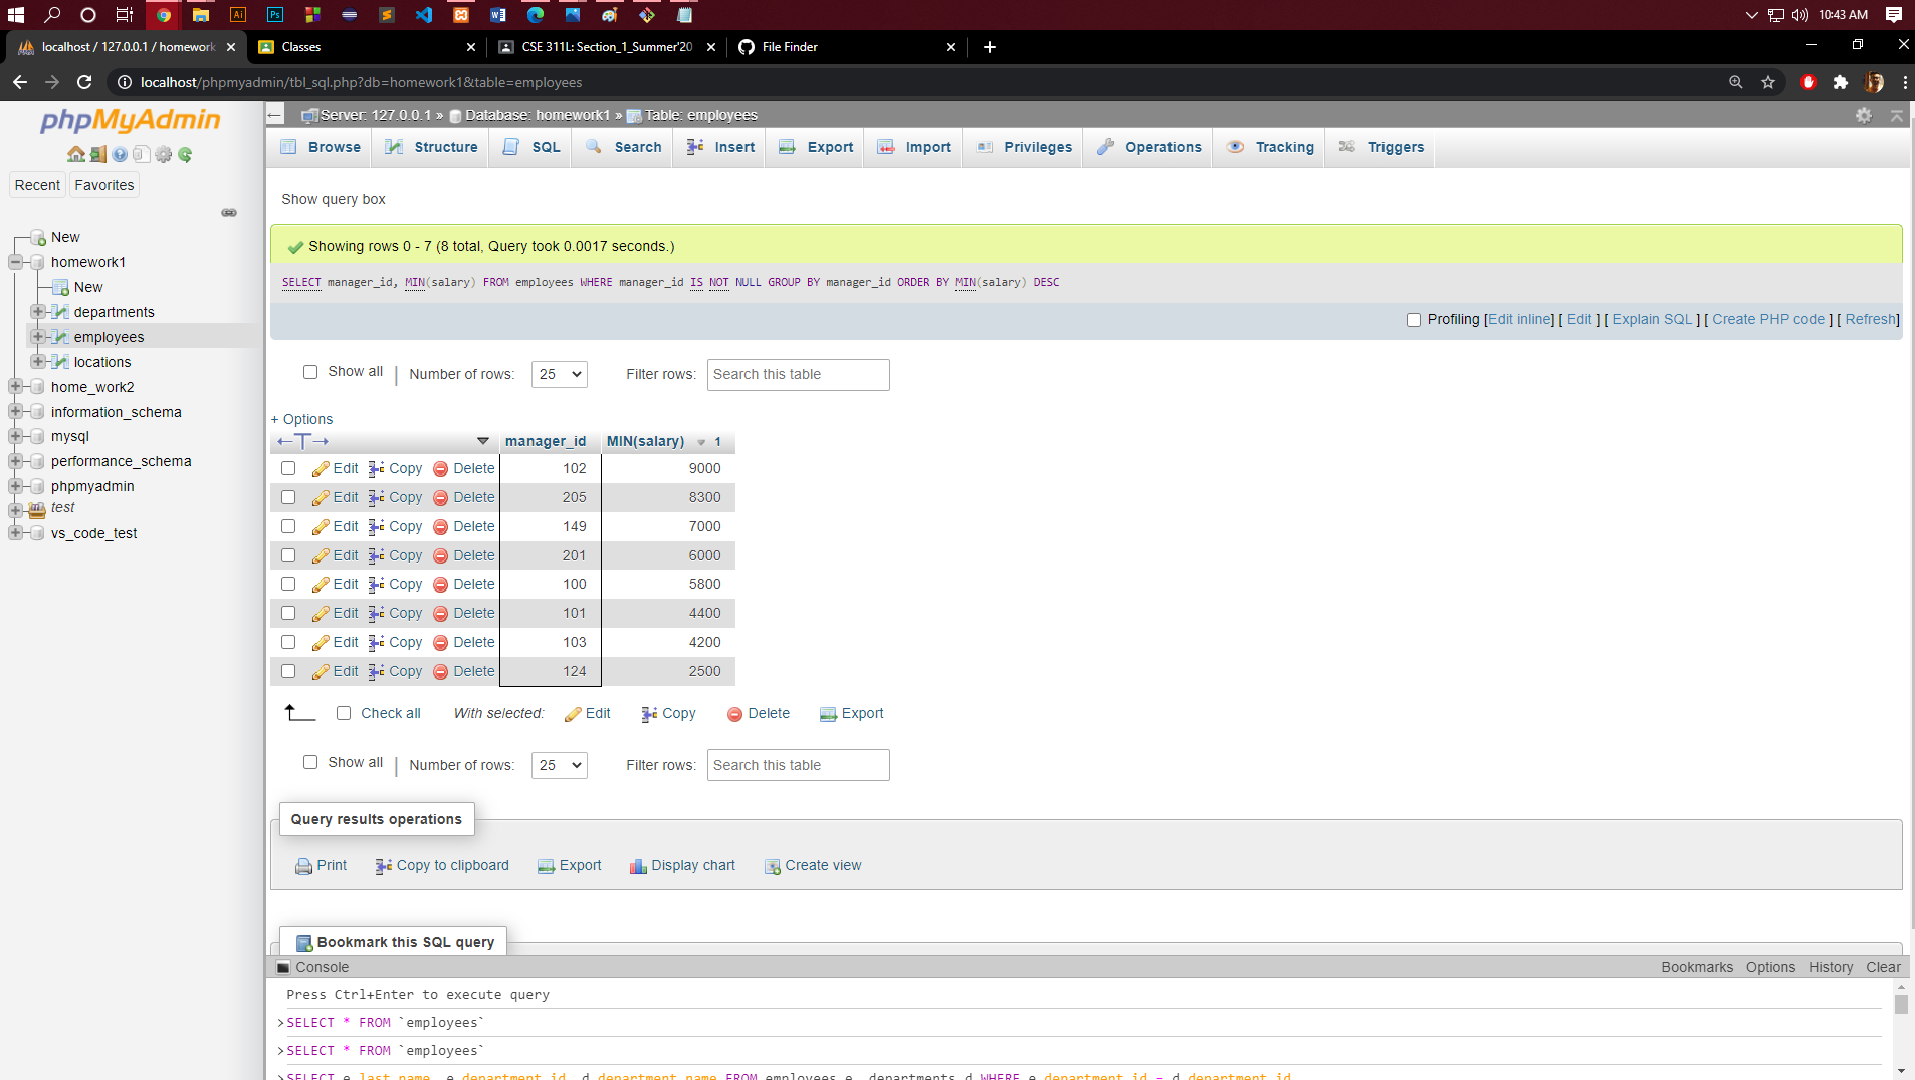 10:43 AM
localhost / 127.0.0.1 / homework
Classes
CSE 311L: Section_1_Summer'20
File Finder
localhost/phpmyadmin/tbl_sql.php?db=homework1&table=employees
phpMyAdmin
Recent Favorites
New
homework1
New
departments
employees
locations
home_work2
information_schema
mysql
performance_schema
phpmyadmin
test
vs_code_test
Server: 127.0.0.1 » Database: homework1 » Table: employees
Browse Structure SQL Search Insert Export Import Privileges Operations Tracking Triggers
Show query box
Showing rows 0 - 7 (8 total, Query took 0.0017 seconds.)
SELECT manager_id, MIN(salary) FROM employees WHERE manager_id IS NOT NULL GROUP BY manager_id ORDER BY MIN(salary) DESC
Profiling [Edit inline] [ Edit ] [ Explain SQL ] [ Create PHP code ] [ Refresh]
Show all | Number of rows: 25 Filter rows: Search this table
+ Options
←T→ manager_id MIN(salary) 1
Edit Copy Delete 102 9000
Edit Copy Delete 205 8300
Edit Copy Delete 149 7000
Edit Copy Delete 201 6000
Edit Copy Delete 100 5800
Edit Copy Delete 101 4400
Edit Copy Delete 103 4200
Edit Copy Delete 124 2500
Check all With selected: Edit Copy Delete Export
Show all | Number of rows: 25 Filter rows: Search this table
Query results operations
Print Copy to clipboard Export Display chart Create view
Bookmark this SQL query
Console Bookmarks Options History Clear
Press Ctrl+Enter to execute query
>SELECT * FROM `employees`
>SELECT * FROM `employees`
>SELECT e.last_name, e.department_id, d.department_name FROM employees e, departments d WHERE e.department_id = d.department_id